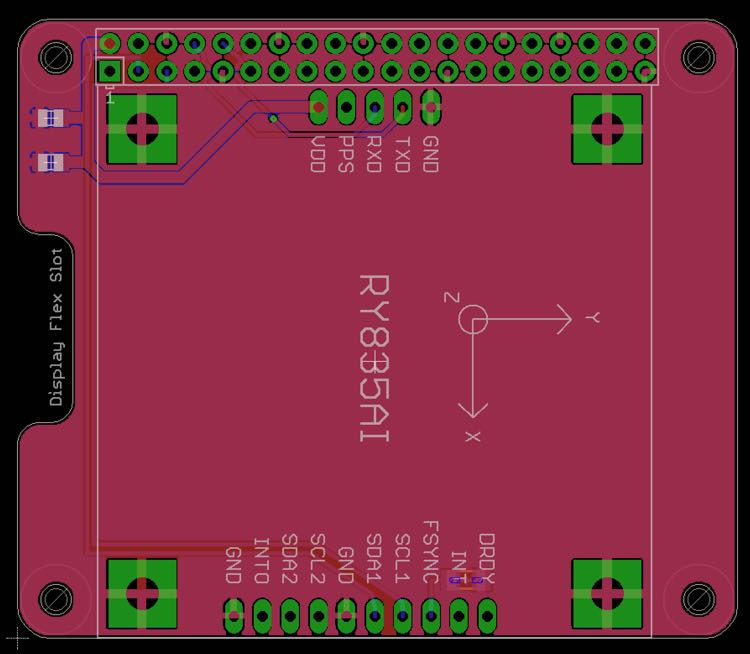 1
VDD
PPS
RXD
TXD
GND
Display Flex Slot
RY835AI
Z
Y
X
GND
INTO
SDA2
SCL2
GND
SDA1
SCL1
FSYNC
INT
DRDY